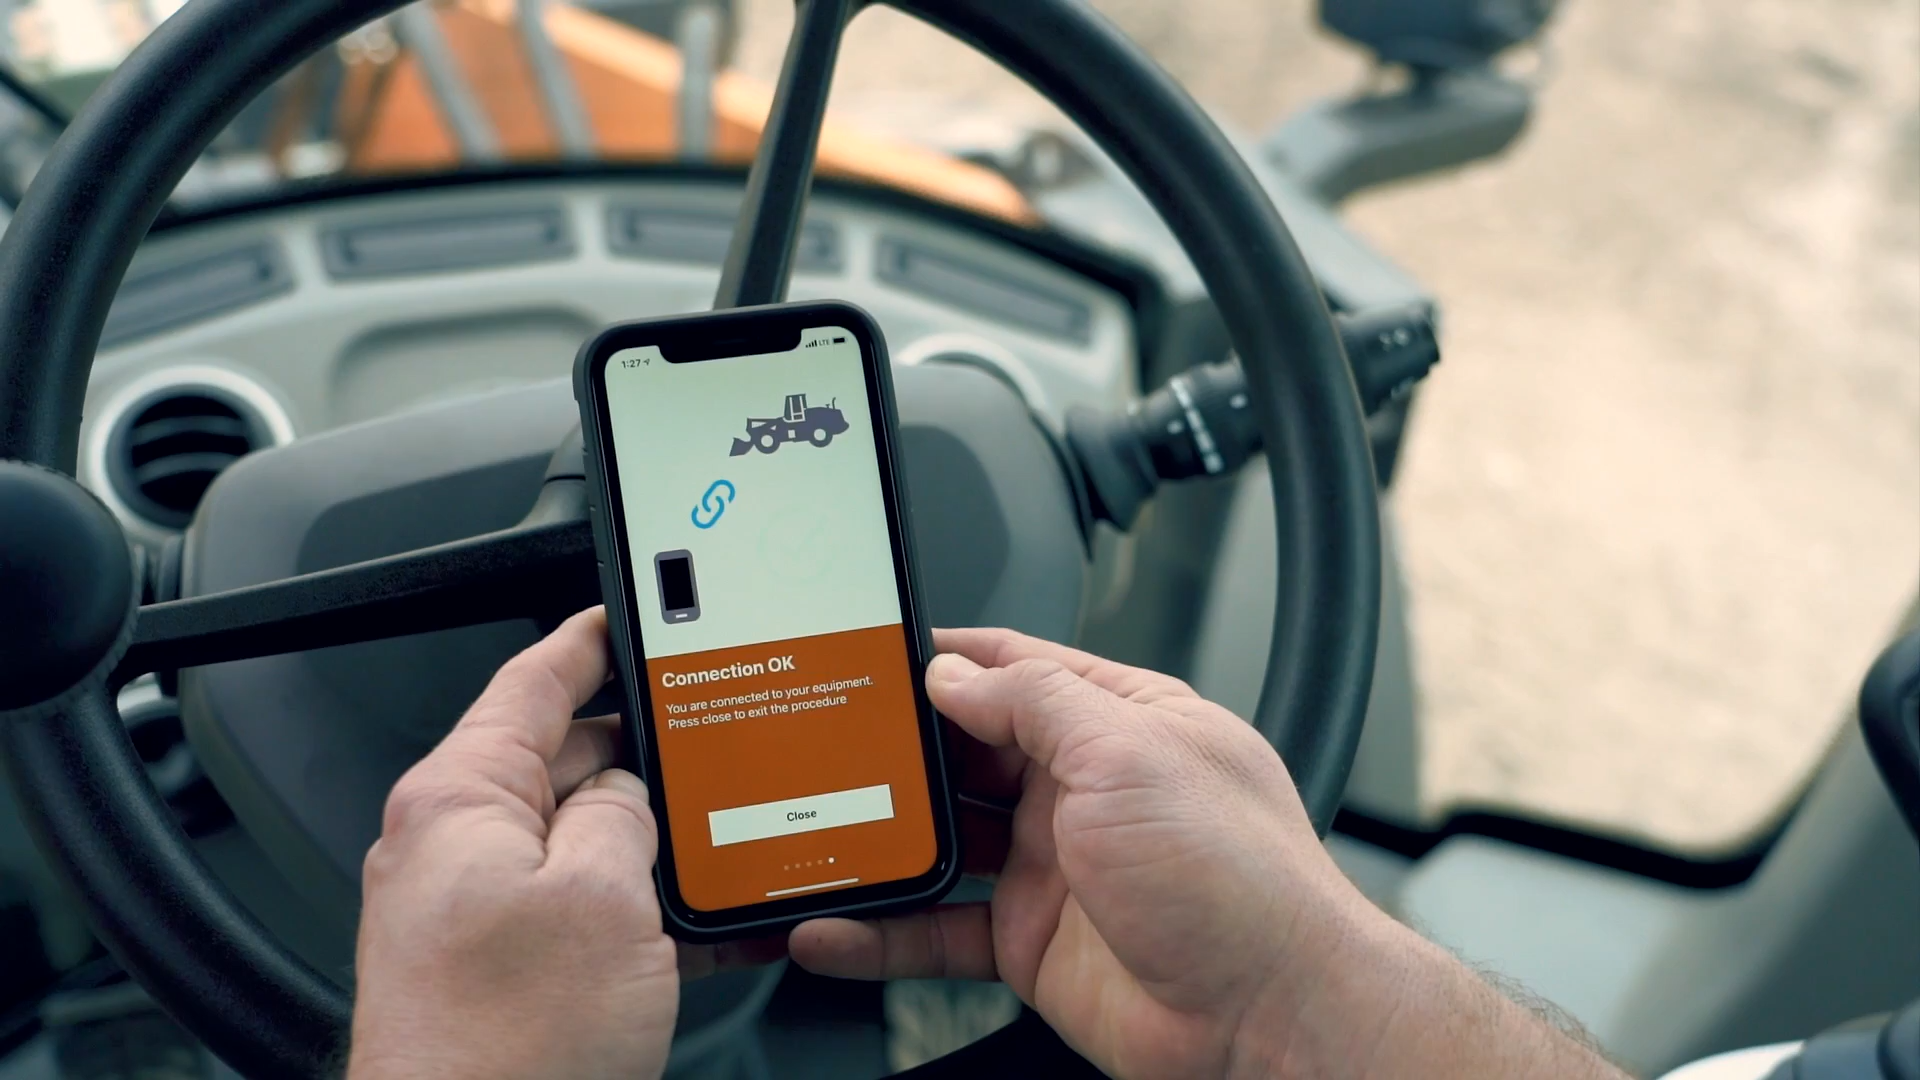 1:27
LTE
Connection OK
You are connected to your equipment.
Press close to exit the procedure
Close